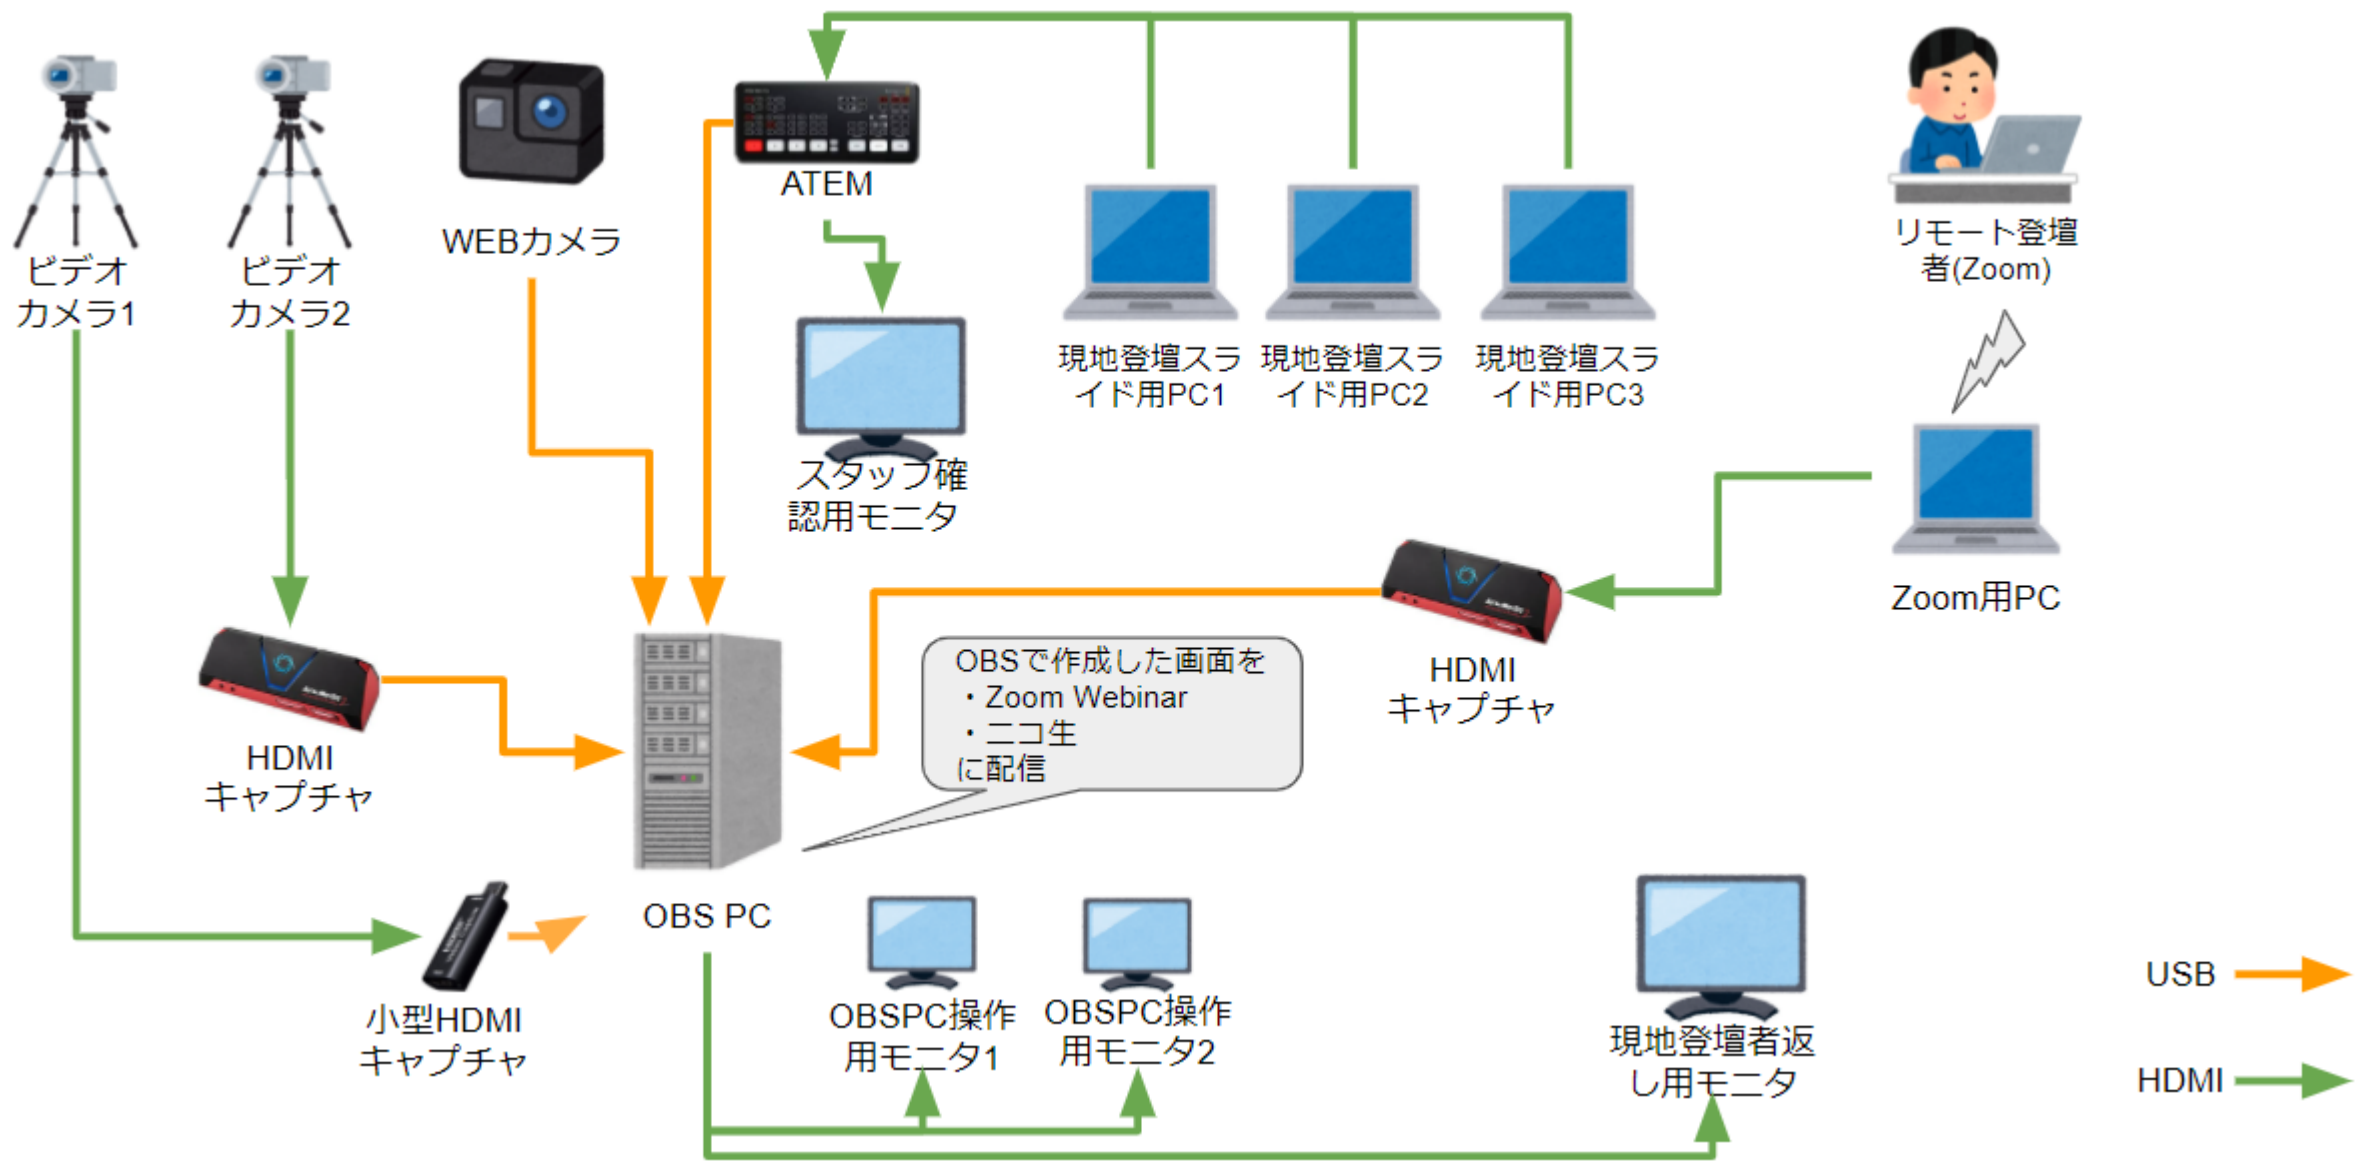 ビデオ
カメラ1
ビデオ
カメラ2
WEBカメラ
ATEM
スタッフ確
認用モニタ
現地登壇スラ
イド用PC1
現地登壇スラ
イド用PC2
現地登壇スラ
イド用PC3
リモート登壇
者(Zoom)
Zoom用PC
HDMI
キャプチャ
HDMI
キャプチャ
OBSで作成した画面を
・Zoom Webinar
・ニコ生
に配信
OBS PC
小型HDMI
キャプチャ
OBSPC操作
用モニタ1
OBSPC操作
用モニタ2
現地登壇者返
し用モニタ
USB
HDMI